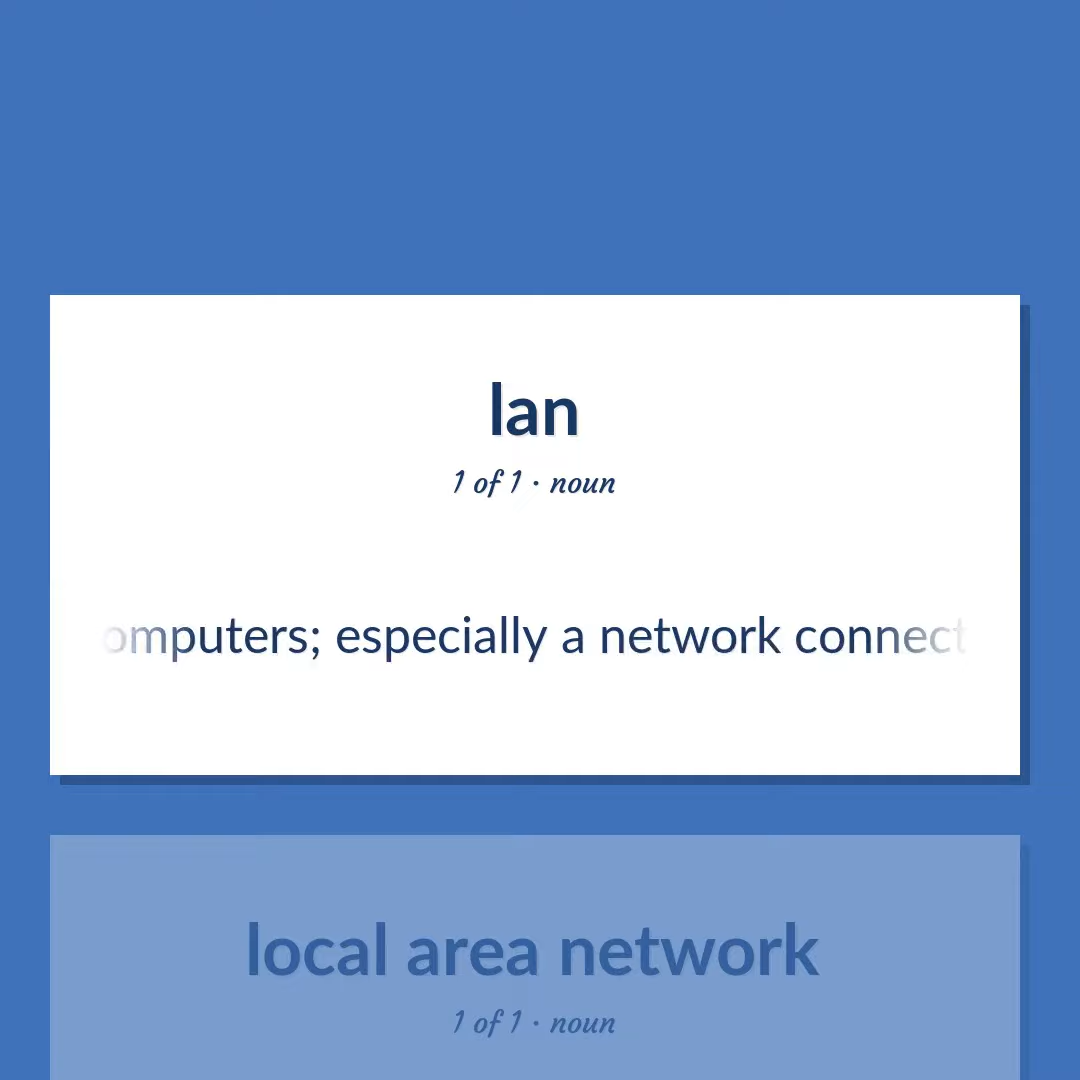 lan
1 of 1 · noun
omputers; especially a network connect
local area network
1 of 1 · noun